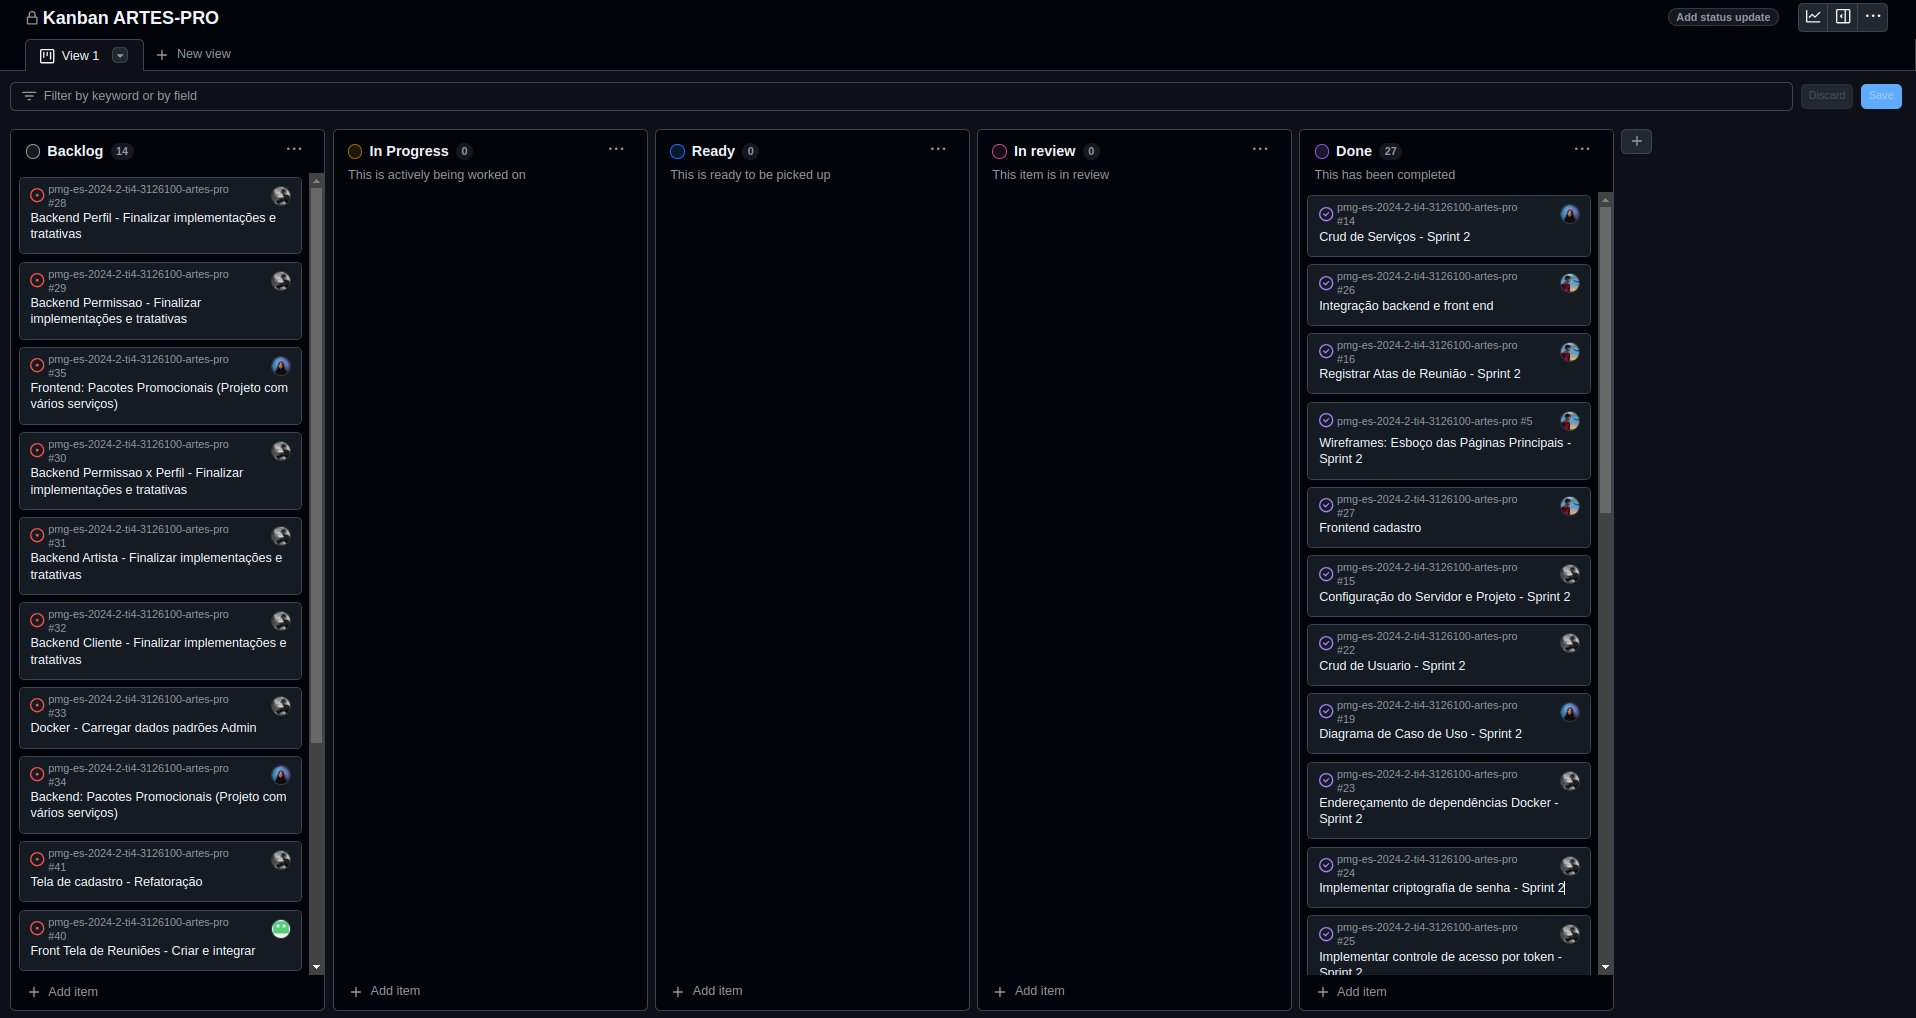 Kanban ARTES-PRO
Add status update
View 1
New view
Filter by keyword or by field
Discard
Save
Backlog 14
pmg-es-2024-2-ti4-3126100-artes-pro
#28
Backend Perfil - Finalizar implementações e
tratativas
pmg-es-2024-2-ti4-3126100-artes-pro
#29
Backend Permissao - Finalizar
implementações e tratativas
pmg-es-2024-2-ti4-3126100-artes-pro
#35
Frontend: Pacotes Promocionais (Projeto com
vários serviços)
pmg-es-2024-2-ti4-3126100-artes-pro
#30
Backend Permissao x Perfil - Finalizar
implementações e tratativas
pmg-es-2024-2-ti4-3126100-artes-pro
#31
Backend Artista - Finalizar implementações e
tratativas
pmg-es-2024-2-ti4-3126100-artes-pro
#32
Backend Cliente - Finalizar implementações e
tratativas
pmg-es-2024-2-ti4-3126100-artes-pro
#33
Docker - Carregar dados padrões Admin
pmg-es-2024-2-ti4-3126100-artes-pro
#34
Backend: Pacotes Promocionais (Projeto com
vários serviços)
pmg-es-2024-2-ti4-3126100-artes-pro
#41
Tela de cadastro - Refatoração
pmg-es-2024-2-ti4-3126100-artes-pro
#40
Front Tela de Reuniões - Criar e integrar
Add item
In Progress 0
This is actively being worked on
Add item
Ready 0
This is ready to be picked up
Add item
In review 0
This item is in review
Add item
Done 27
This has been completed
pmg-es-2024-2-ti4-3126100-artes-pro
#14
Crud de Serviços - Sprint 2
pmg-es-2024-2-ti4-3126100-artes-pro
#26
Integração backend e front end
pmg-es-2024-2-ti4-3126100-artes-pro
#16
Registrar Atas de Reunião - Sprint 2
pmg-es-2024-2-ti4-3126100-artes-pro #5
Wireframes: Esboço das Páginas Principais -
Sprint 2
pmg-es-2024-2-ti4-3126100-artes-pro
#27
Frontend cadastro
pmg-es-2024-2-ti4-3126100-artes-pro
#15
Configuração do Servidor e Projeto - Sprint 2
pmg-es-2024-2-ti4-3126100-artes-pro
#22
Crud de Usuario - Sprint 2
pmg-es-2024-2-ti4-3126100-artes-pro
#19
Diagrama de Caso de Uso - Sprint 2
pmg-es-2024-2-ti4-3126100-artes-pro
#23
Endereçamento de dependências Docker -
Sprint 2
pmg-es-2024-2-ti4-3126100-artes-pro
#24
Implementar criptografia de senha - Sprint 2
pmg-es-2024-2-ti4-3126100-artes-pro
#25
Implementar controle de acesso por token -
Sprint 2
Add item